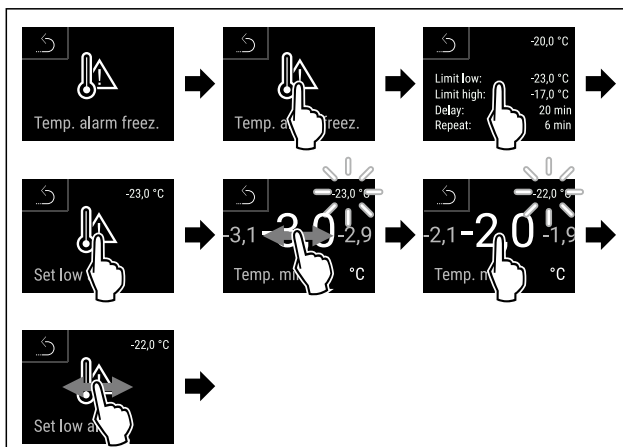 Temp. alarm freez.
Temp. a freez.
-20,0 °C
Limit low: -23,0 °C
Limit high: -17,0 °C
Delay: 20 min
Repeat: 6 min
-23,0 °C
Set low
-23,0 °C
-3,1 -3,0 -2,9
Temp. m °C
-22,0 °C
-2,1 -2,0 -1,9
Temp. m °C
-22,0 °C
Set low a